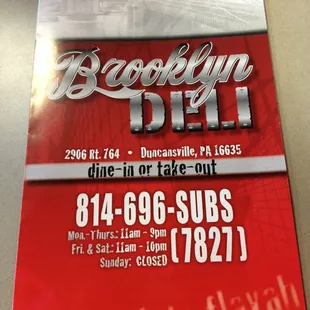 Brooklyn
DELI
2906 Rt. 764 • Duncansville, PA 16635
dine-in or take-out
814-696-SUBS
Mon.-Thurs.: 11am - 9pm
Fri. & Sat.: 11am - 10pm
Sunday: CLOSED
(7827)